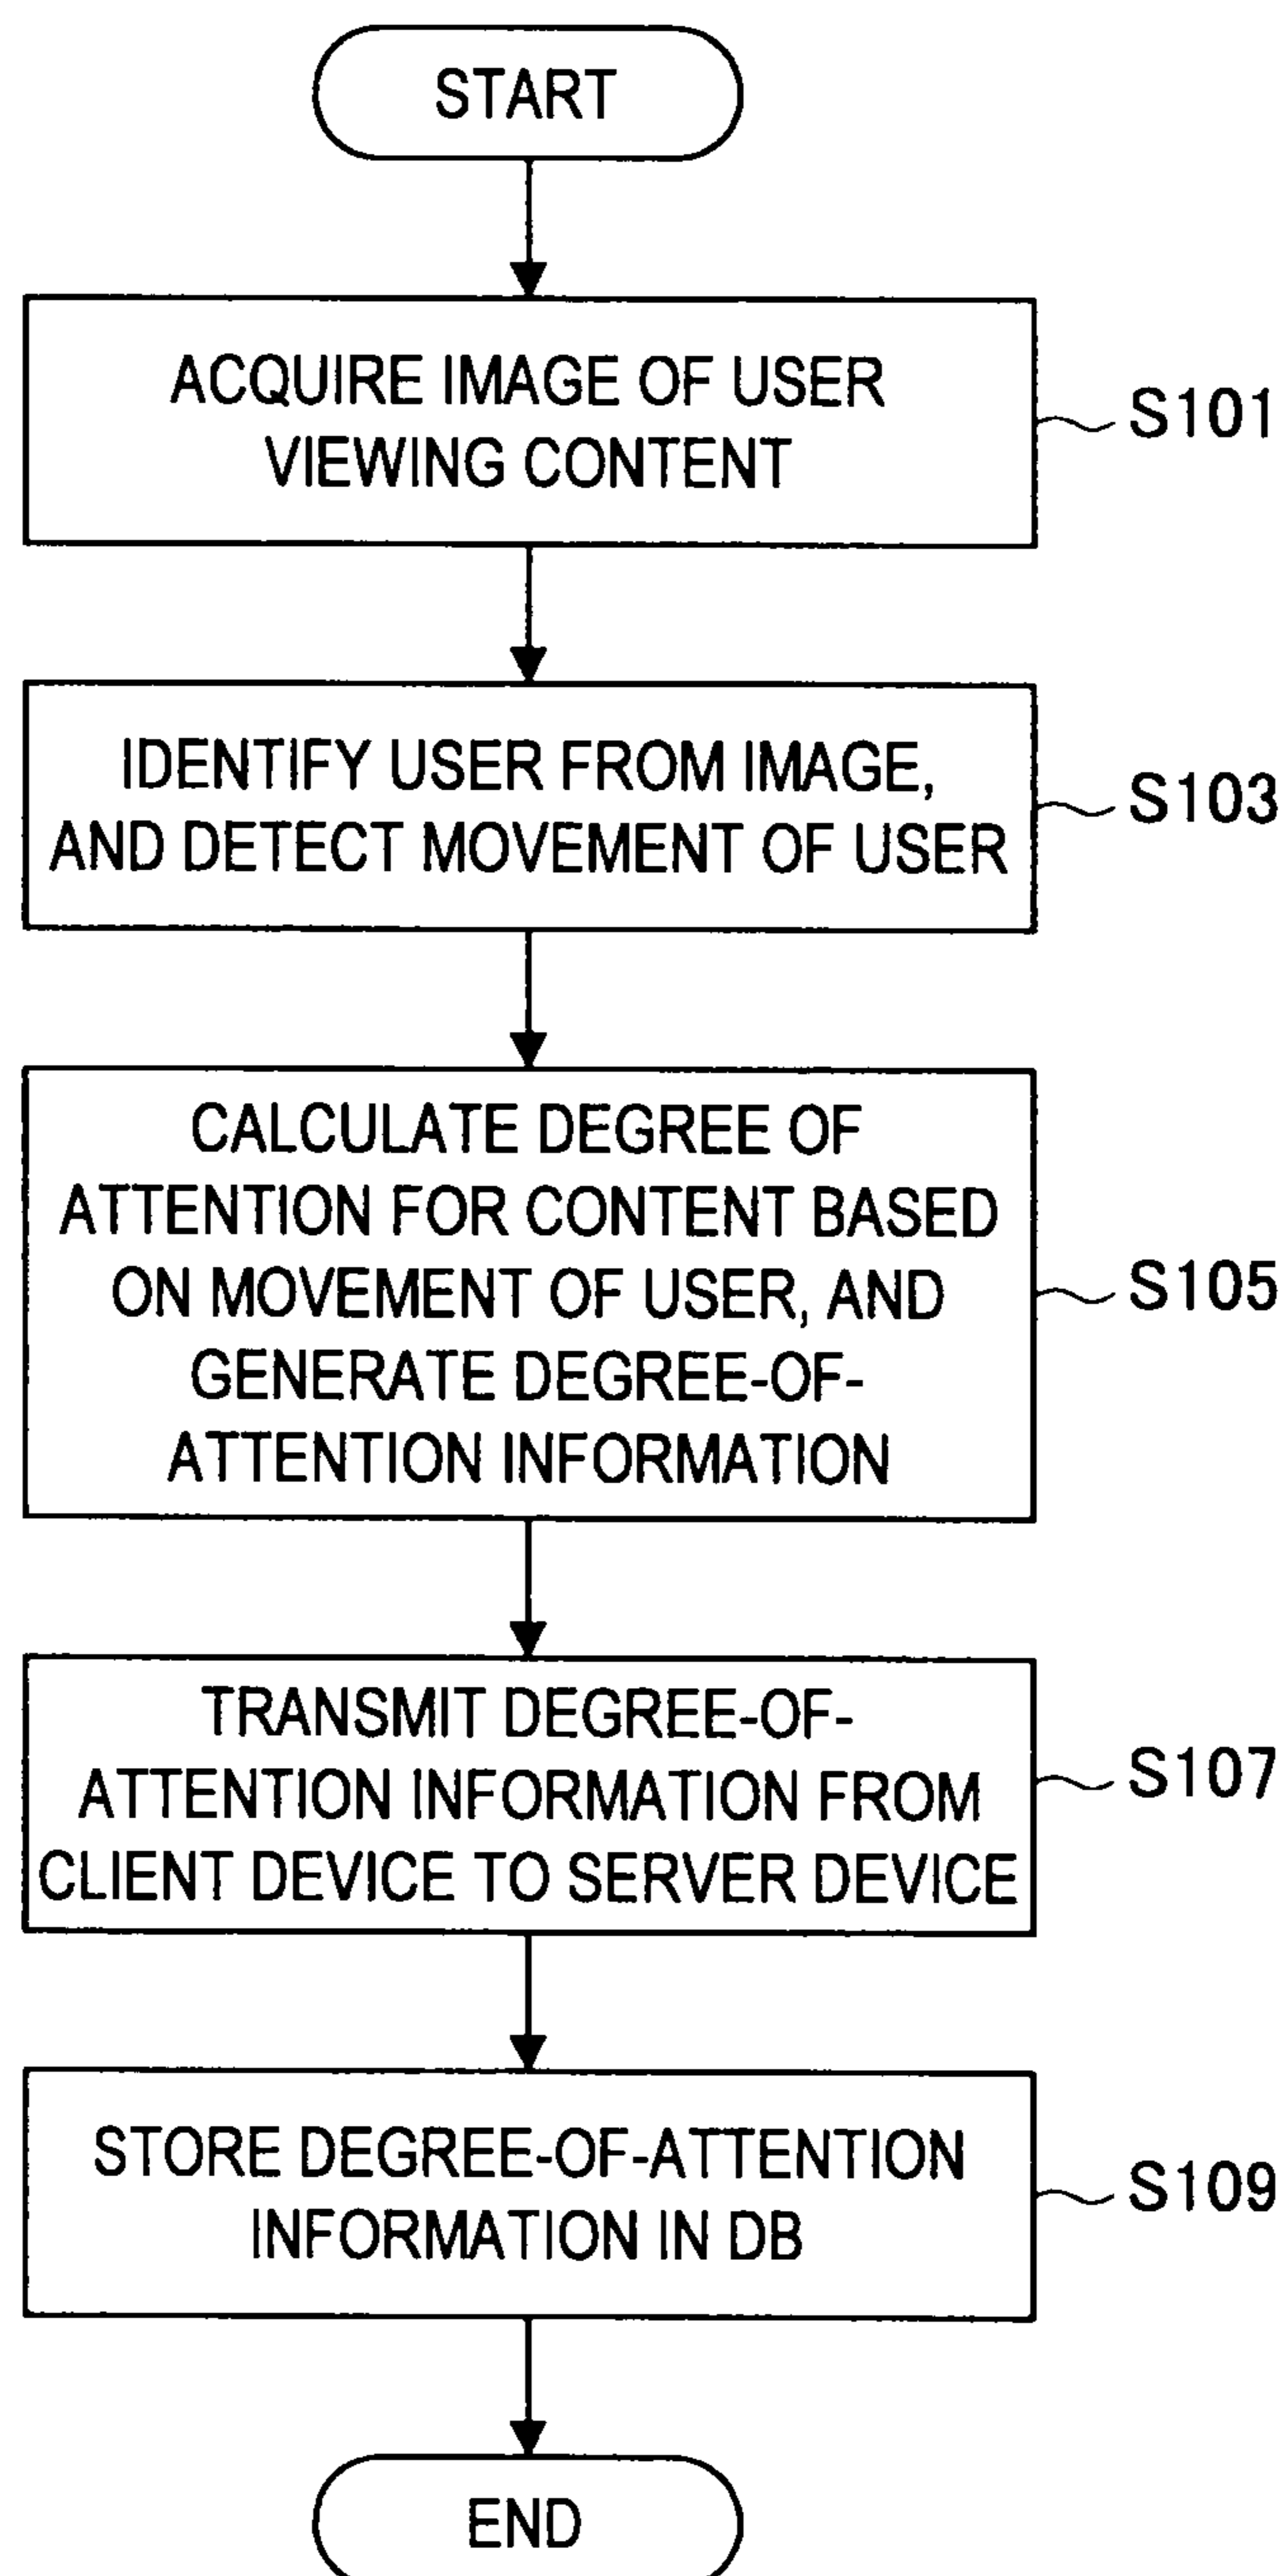 START
ACQUIRE IMAGE OF USER
VIEWING CONTENT
S101
IDENTIFY USER FROM IMAGE,
AND DETECT MOVEMENT OF USER
S103
CALCULATE DEGREE OF
ATTENTION FOR CONTENT BASED
ON MOVEMENT OF USER, AND
GENERATE DEGREE-OF-
ATTENTION INFORMATION
S105
TRANSMIT DEGREE-OF-
ATTENTION INFORMATION FROM
CLIENT DEVICE TO SERVER DEVICE
S107
STORE DEGREE-OF-ATTENTION
INFORMATION IN DB
S109
END